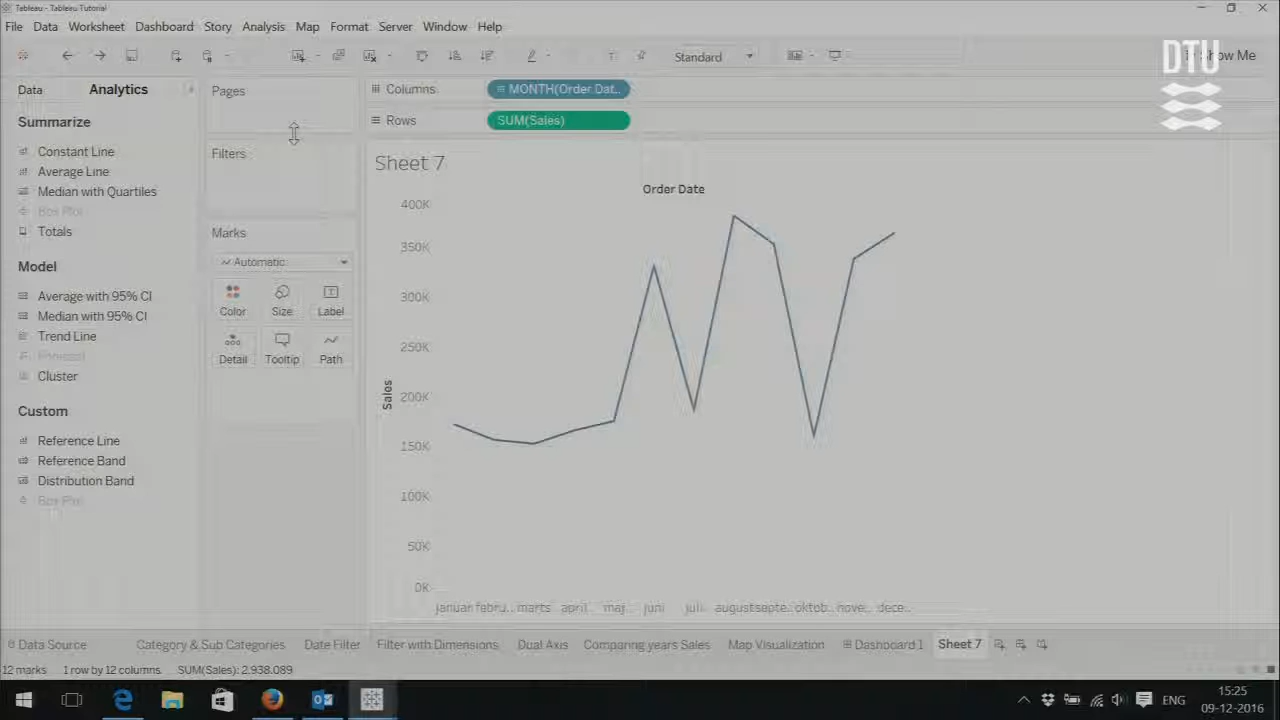 Tableau - Tableau Tutorial
File Data Worksheet Dashboard Story Analysis Map Format Server Window Help
Standard
Show Me
DTU
Data Analytics
Pages
Columns
MONTH(Order Dat..
Rows
SUM(Sales)
Summarize
Constant Line
Average Line
Median with Quartiles
Box Plot
Totals
Model
Average with 95% CI
Median with 95% CI
Trend Line
Forecast
Cluster
Custom
Reference Line
Reference Band
Distribution Band
Box Plot
Filters
Marks
Automatic
Color Size Label
Detail Tooltip Path
Sheet 7
Order Date
400K
350K
300K
250K
200K
150K
100K
50K
0K
Sales
januar febru.. marts april maj juni juli august septe.. oktob.. nove.. dece..
Data Source Category & Sub Categories Date Filter Filter with Dimensions Dual Axis Comparing years Sales Map Visualization Dashboard 1 Sheet 7
12 marks 1 row by 12 columns SUM(Sales): 2.938.089
ENG
15:25
09-12-2016